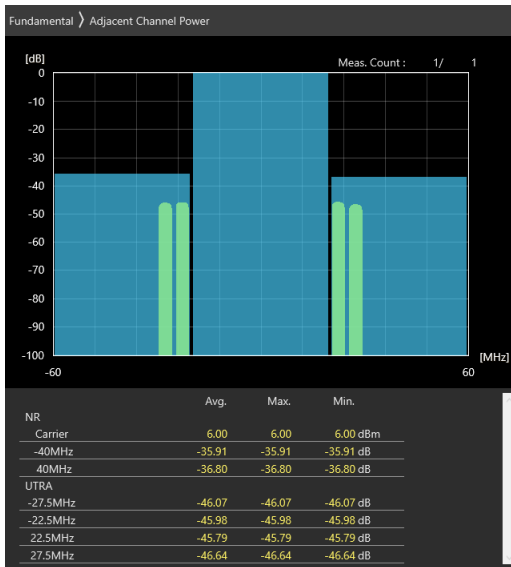 Fundamental 〉 Adjacent Channel Power
[dB]
Meas. Count : 1/ 1
0
-10
-20
-30
-40
-50
-60
-70
-80
-90
-100
[MHz]
-60 60
Avg. Max. Min.
NR
Carrier 6.00 6.00 6.00 dBm
-40MHz -35.91 -35.91 -35.91 dB
40MHz -36.80 -36.80 -36.80 dB
UTRA
-27.5MHz -46.07 -46.07 -46.07 dB
-22.5MHz -45.98 -45.98 -45.98 dB
22.5MHz -45.79 -45.79 -45.79 dB
27.5MHz -46.64 -46.64 -46.64 dB